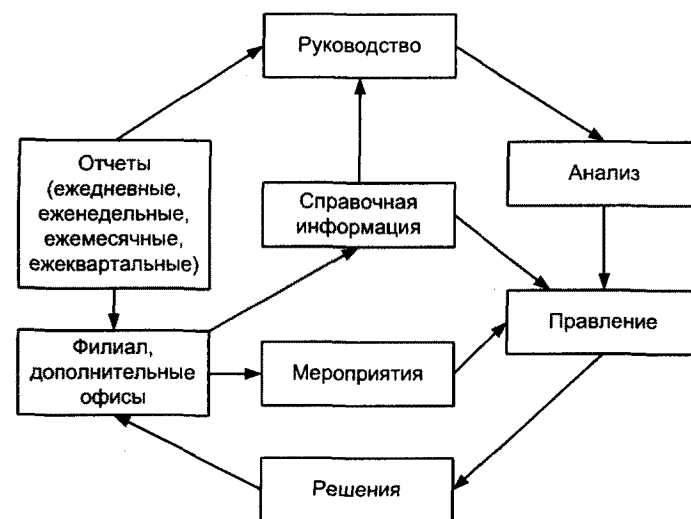 Руководство
Отчеты
(ежедневные,
еженедельные,
ежемесячные,
ежеквартальные)
Справочная
информация
Анализ
Филиал,
дополнительные
офисы
Мероприятия
Правление
Решения